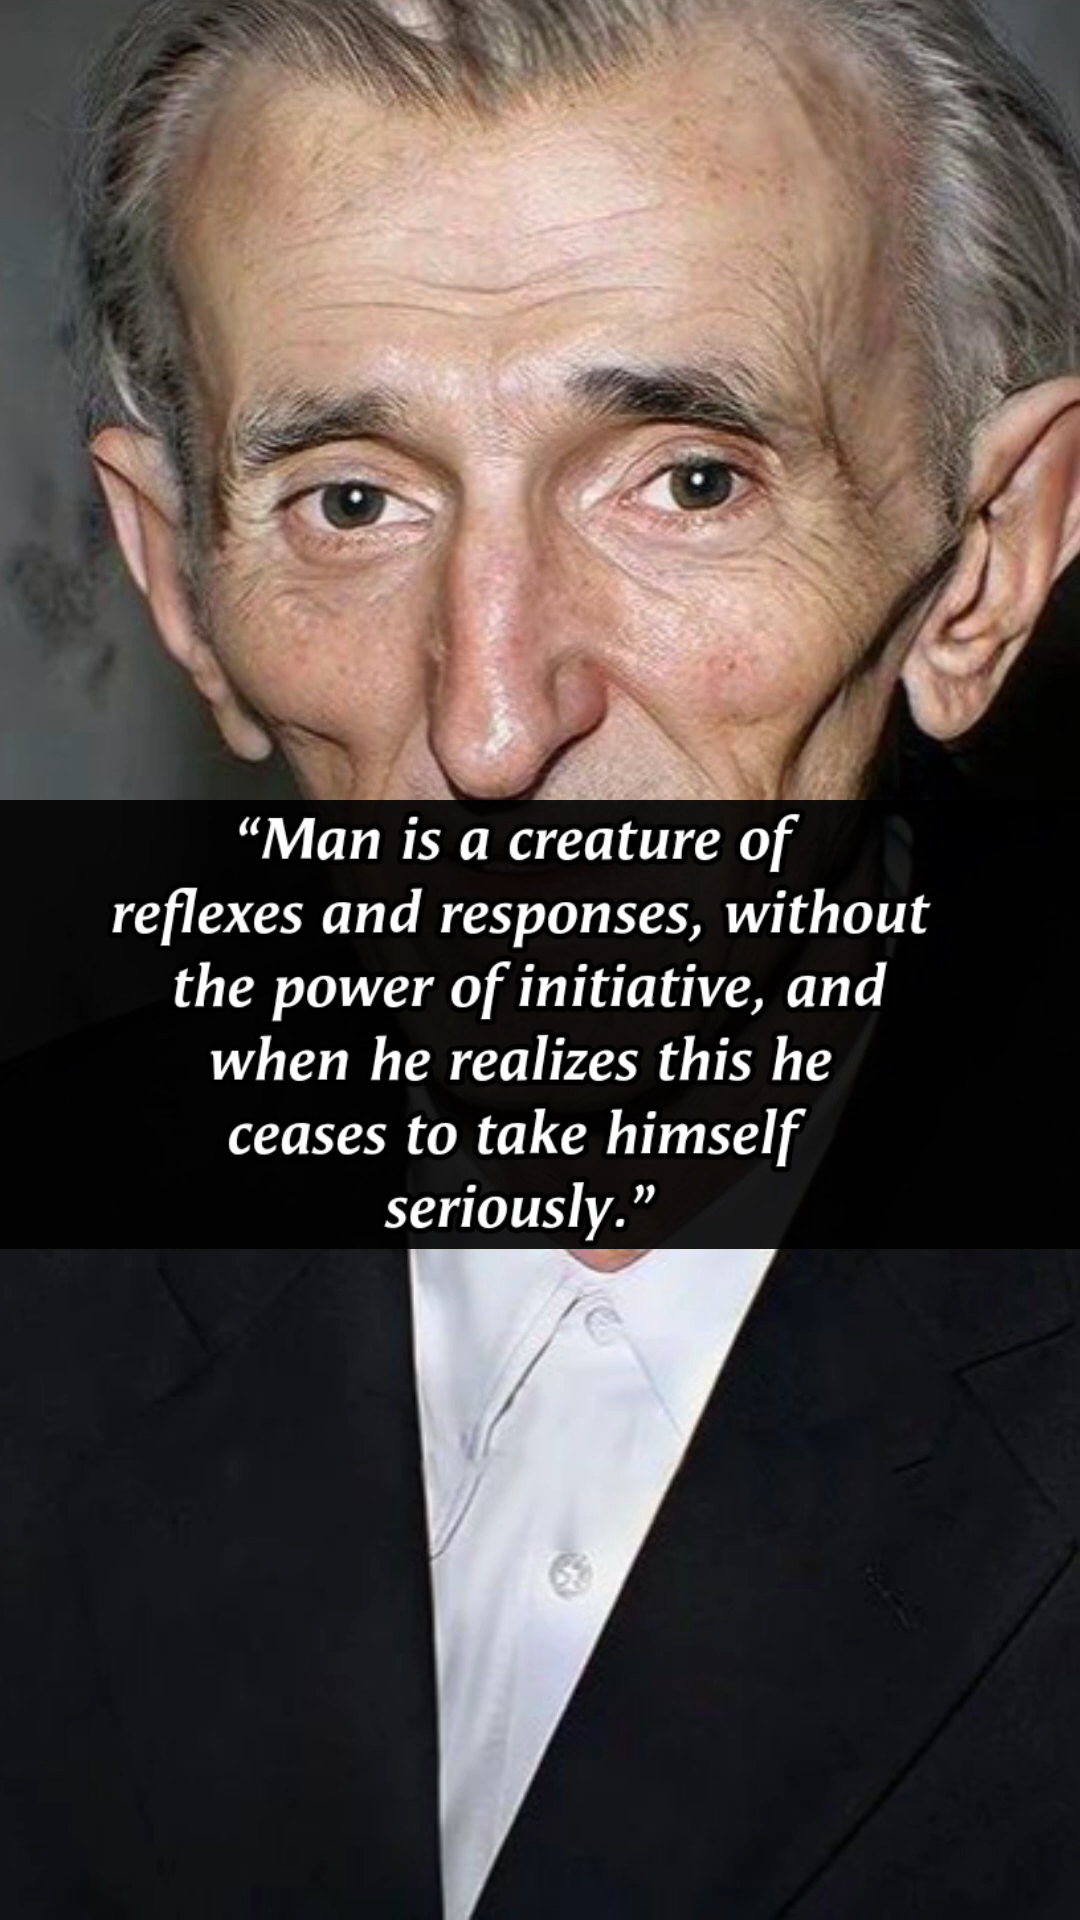 “Man is a creature of
reflexes and responses, without
the power of initiative, and
when he realizes this he
ceases to take himself
seriously.”